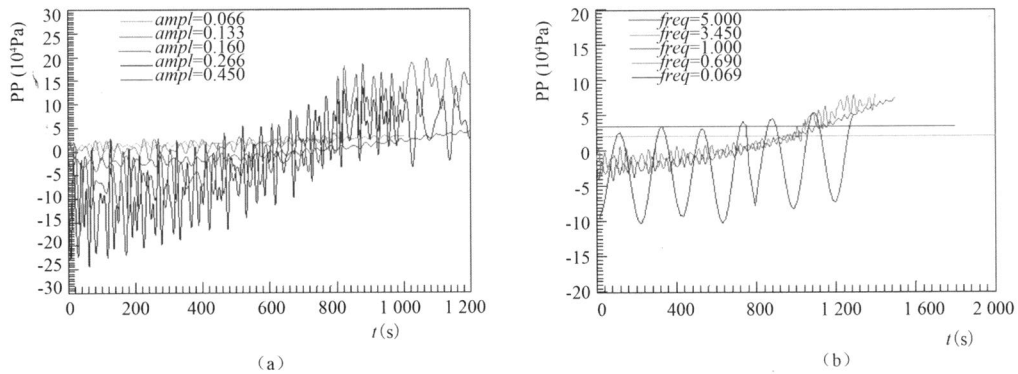 30
25
20
15
10
5
0
-5
-10
-15
-20
-25
-30
PP (10⁴Pa)
ampl=0.066
ampl=0.133
ampl=0.160
ampl=0.266
ampl=0.450
0 200 400 600 800 1 000 1 200
t(s)
(a)
20
15
10
5
0
-5
-10
-15
-20
PP (10⁴Pa)
freq=5.000
freq=3.450
freq=1.000
freq=0.690
freq=0.069
0 400 800 1 200 1 600 2 000
t(s)
(b)